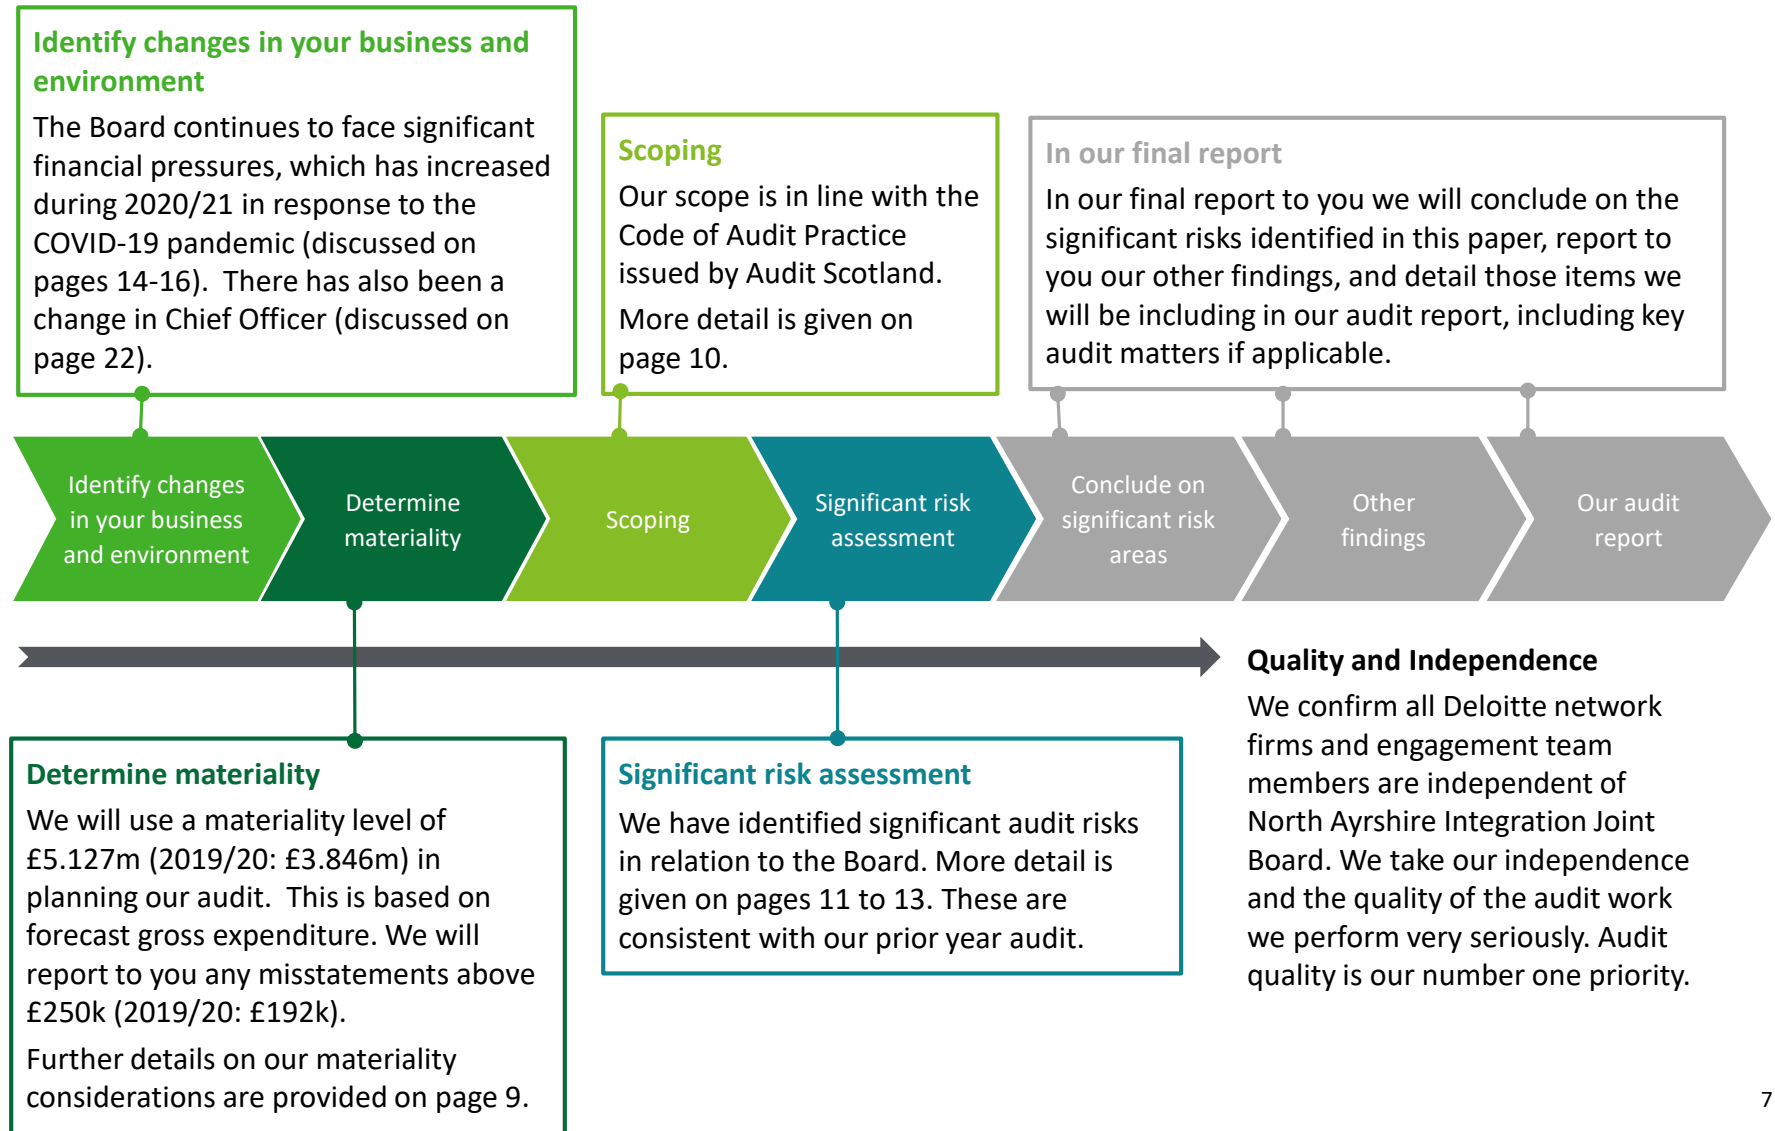 Identify changes in your business and
environment
The Board continues to face significant
financial pressures, which has increased
during 2020/21 in response to the
COVID-19 pandemic (discussed on
pages 14-16).  There has also been a
change in Chief Officer (discussed on
page 22).
Scoping
Our scope is in line with the
Code of Audit Practice
issued by Audit Scotland.
More detail is given on
page 10.
In our final report
In our final report to you we will conclude on the
significant risks identified in this paper, report to
you our other findings, and detail those items we
will be including in our audit report, including key
audit matters if applicable.
Identify changes
in your business
and environment
Determine
materiality
Scoping
Significant risk
assessment
Conclude on
significant risk
areas
Other
findings
Our audit
report
Determine materiality
We will use a materiality level of
£5.127m (2019/20: £3.846m) in
planning our audit.  This is based on
forecast gross expenditure. We will
report to you any misstatements above
£250k (2019/20: £192k).
Further details on our materiality
considerations are provided on page 9.
Significant risk assessment
We have identified significant audit risks
in relation to the Board. More detail is
given on pages 11 to 13. These are
consistent with our prior year audit.
Quality and Independence
We confirm all Deloitte network
firms and engagement team
members are independent of
North Ayrshire Integration Joint
Board. We take our independence
and the quality of the audit work
we perform very seriously. Audit
quality is our number one priority.
7